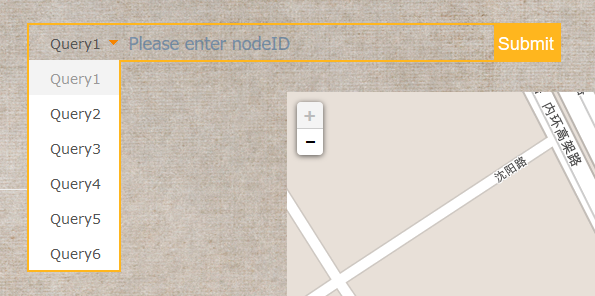 Query1 Please enter nodeID Submit
Query1
Query2
Query3
Query4
Query5
Query6
+
-
内环高架路
沈阳路